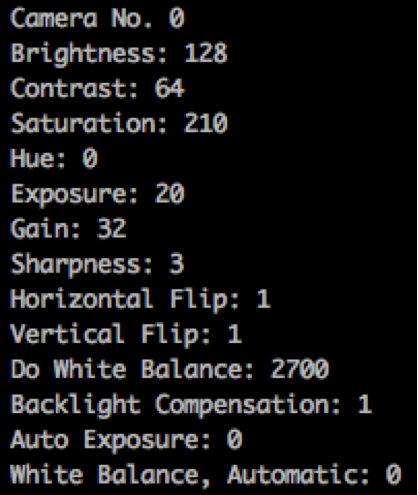 Camera No. 0
Brightness: 128
Contrast: 64
Saturation: 210
Hue: 0
Exposure: 20
Gain: 32
Sharpness: 3
Horizontal Flip: 1
Vertical Flip: 1
Do White Balance: 2700
Backlight Compensation: 1
Auto Exposure: 0
White Balance, Automatic: 0